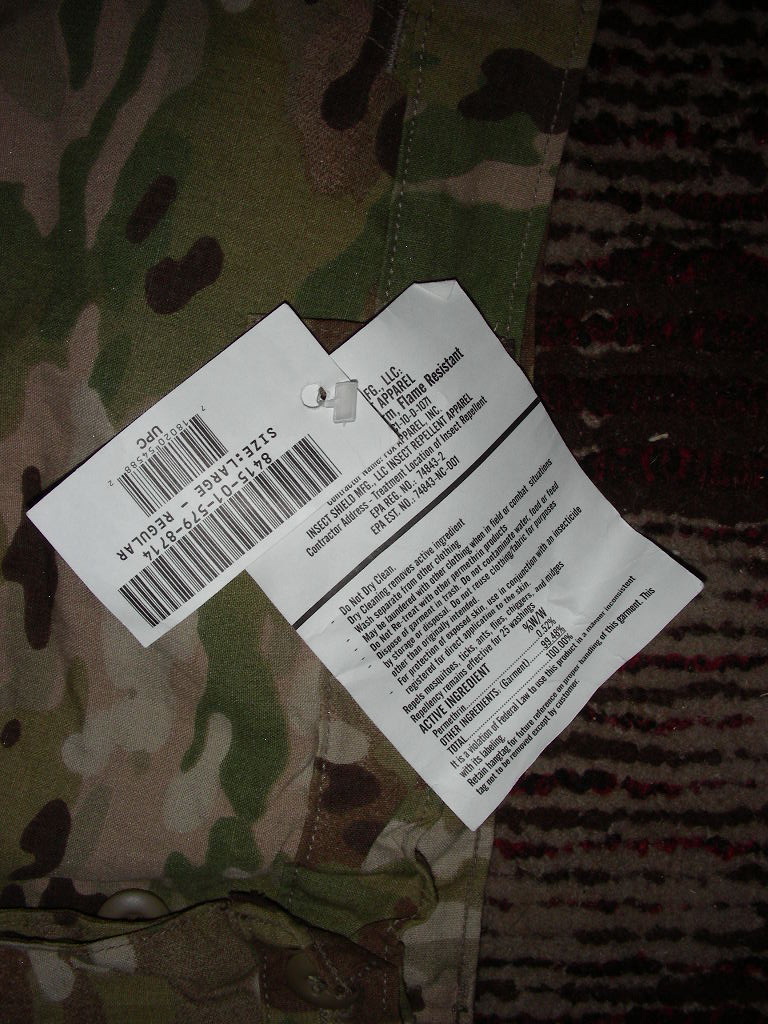 8415-01-579-8714
SIZE:LARGE - REGULAR
UPC
FG., LLC:
APPAREL
Flame Resistant
D-1071
APPAREL, INC.
INSECT SHIELD MFG., LLC INSECT REPELLENT APPAREL
Contractor Address - Treatment Location of Insect Repellent
EPA REG. NO.: 74843-2
EPA EST. NO.: 74843-NC-001
- Do Not Dry Clean.
Dry Cleaning removes active ingredient
- Wash separate from other clothing
- May be laundered with other clothing when in field or combat. situations
- Do Not Re-Treat with other permethrin products
- Dispose of garment in trash. Do not contaminate water, food or feed
by storage or disposal. Do not reuse clothing/fabric for purposes
other than originally intended.
- For protection of exposed skin, use in conjunction with an insecticide
registered for direct application to the skin.
Repels mosquitoes, ticks, ants, flies, chiggers, and midges
Repellency remains effective for 25 washings
ACTIVE INGREDIENT %W/W
Permethrin 0.52%
OTHER INGREDIENTS: (Garment) 99.48%
TOTAL 100.00%
It is a violation of Federal Law to use this product in a manner inconsistent
with its labeling.
Retain hangtag for future reference on proper handling of this garment. This
tag not to be removed except by customer.